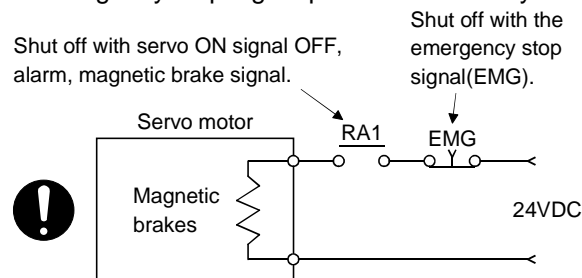 Shut off with the
Shut off with servo ON signal OFF,
emergency stop
alarm, magnetic brake signal.
signal(EMG).
Servo motor
RA1
EMG
Magnetic
brakes
24VDC